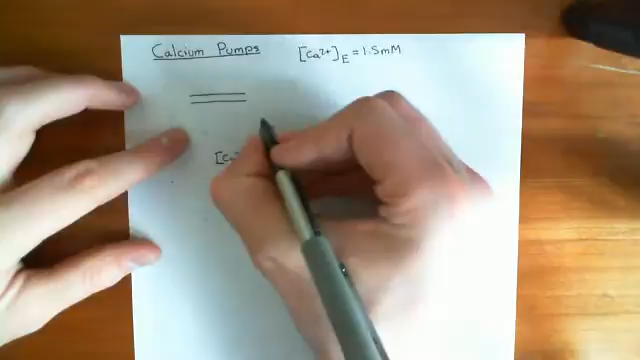 Calcium Pumps
[Ca²⁺]E = 1.5mM